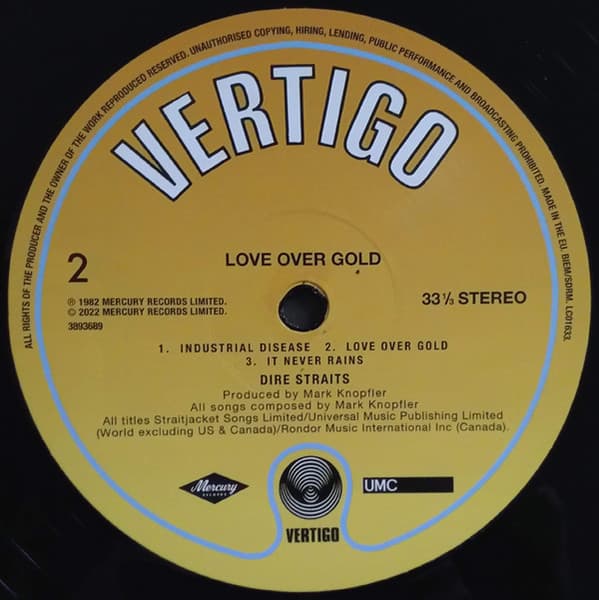 ALL RIGHTS OF THE PRODUCER AND THE OWNER OF THE WORK REPRODUCED RESERVED. UNAUTHORISED COPYING, HIRING, LENDING, PUBLIC PERFORMANCE AND BROADCASTING PROHIBITED. MADE IN THE EU. BIEM/SDRM. LC01633.
VERTIGO
2
LOVE OVER GOLD
℗ 1982 MERCURY RECORDS LIMITED.
© 2022 MERCURY RECORDS LIMITED.
3893689
33⅓ STEREO
1. INDUSTRIAL DISEASE 2. LOVE OVER GOLD
3. IT NEVER RAINS
DIRE STRAITS
Produced by Mark Knopfler
All songs composed by Mark Knopfler
All titles Straitjacket Songs Limited/Universal Music Publishing Limited
(World excluding US & Canada)/Rondor Music International Inc (Canada).
Mercury
RECORDS
UMC
VERTIGO